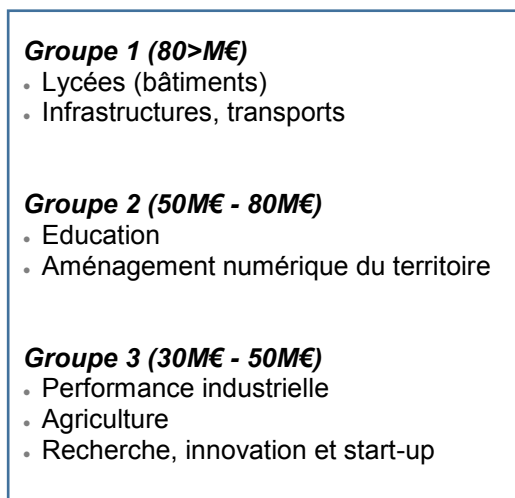 Groupe 1 (80>M€)
• Lycées (bâtiments)
• Infrastructures, transports
Groupe 2 (50M€ - 80M€)
• Education
• Aménagement numérique du territoire
Groupe 3 (30M€ - 50M€)
• Performance industrielle
• Agriculture
• Recherche, innovation et start-up